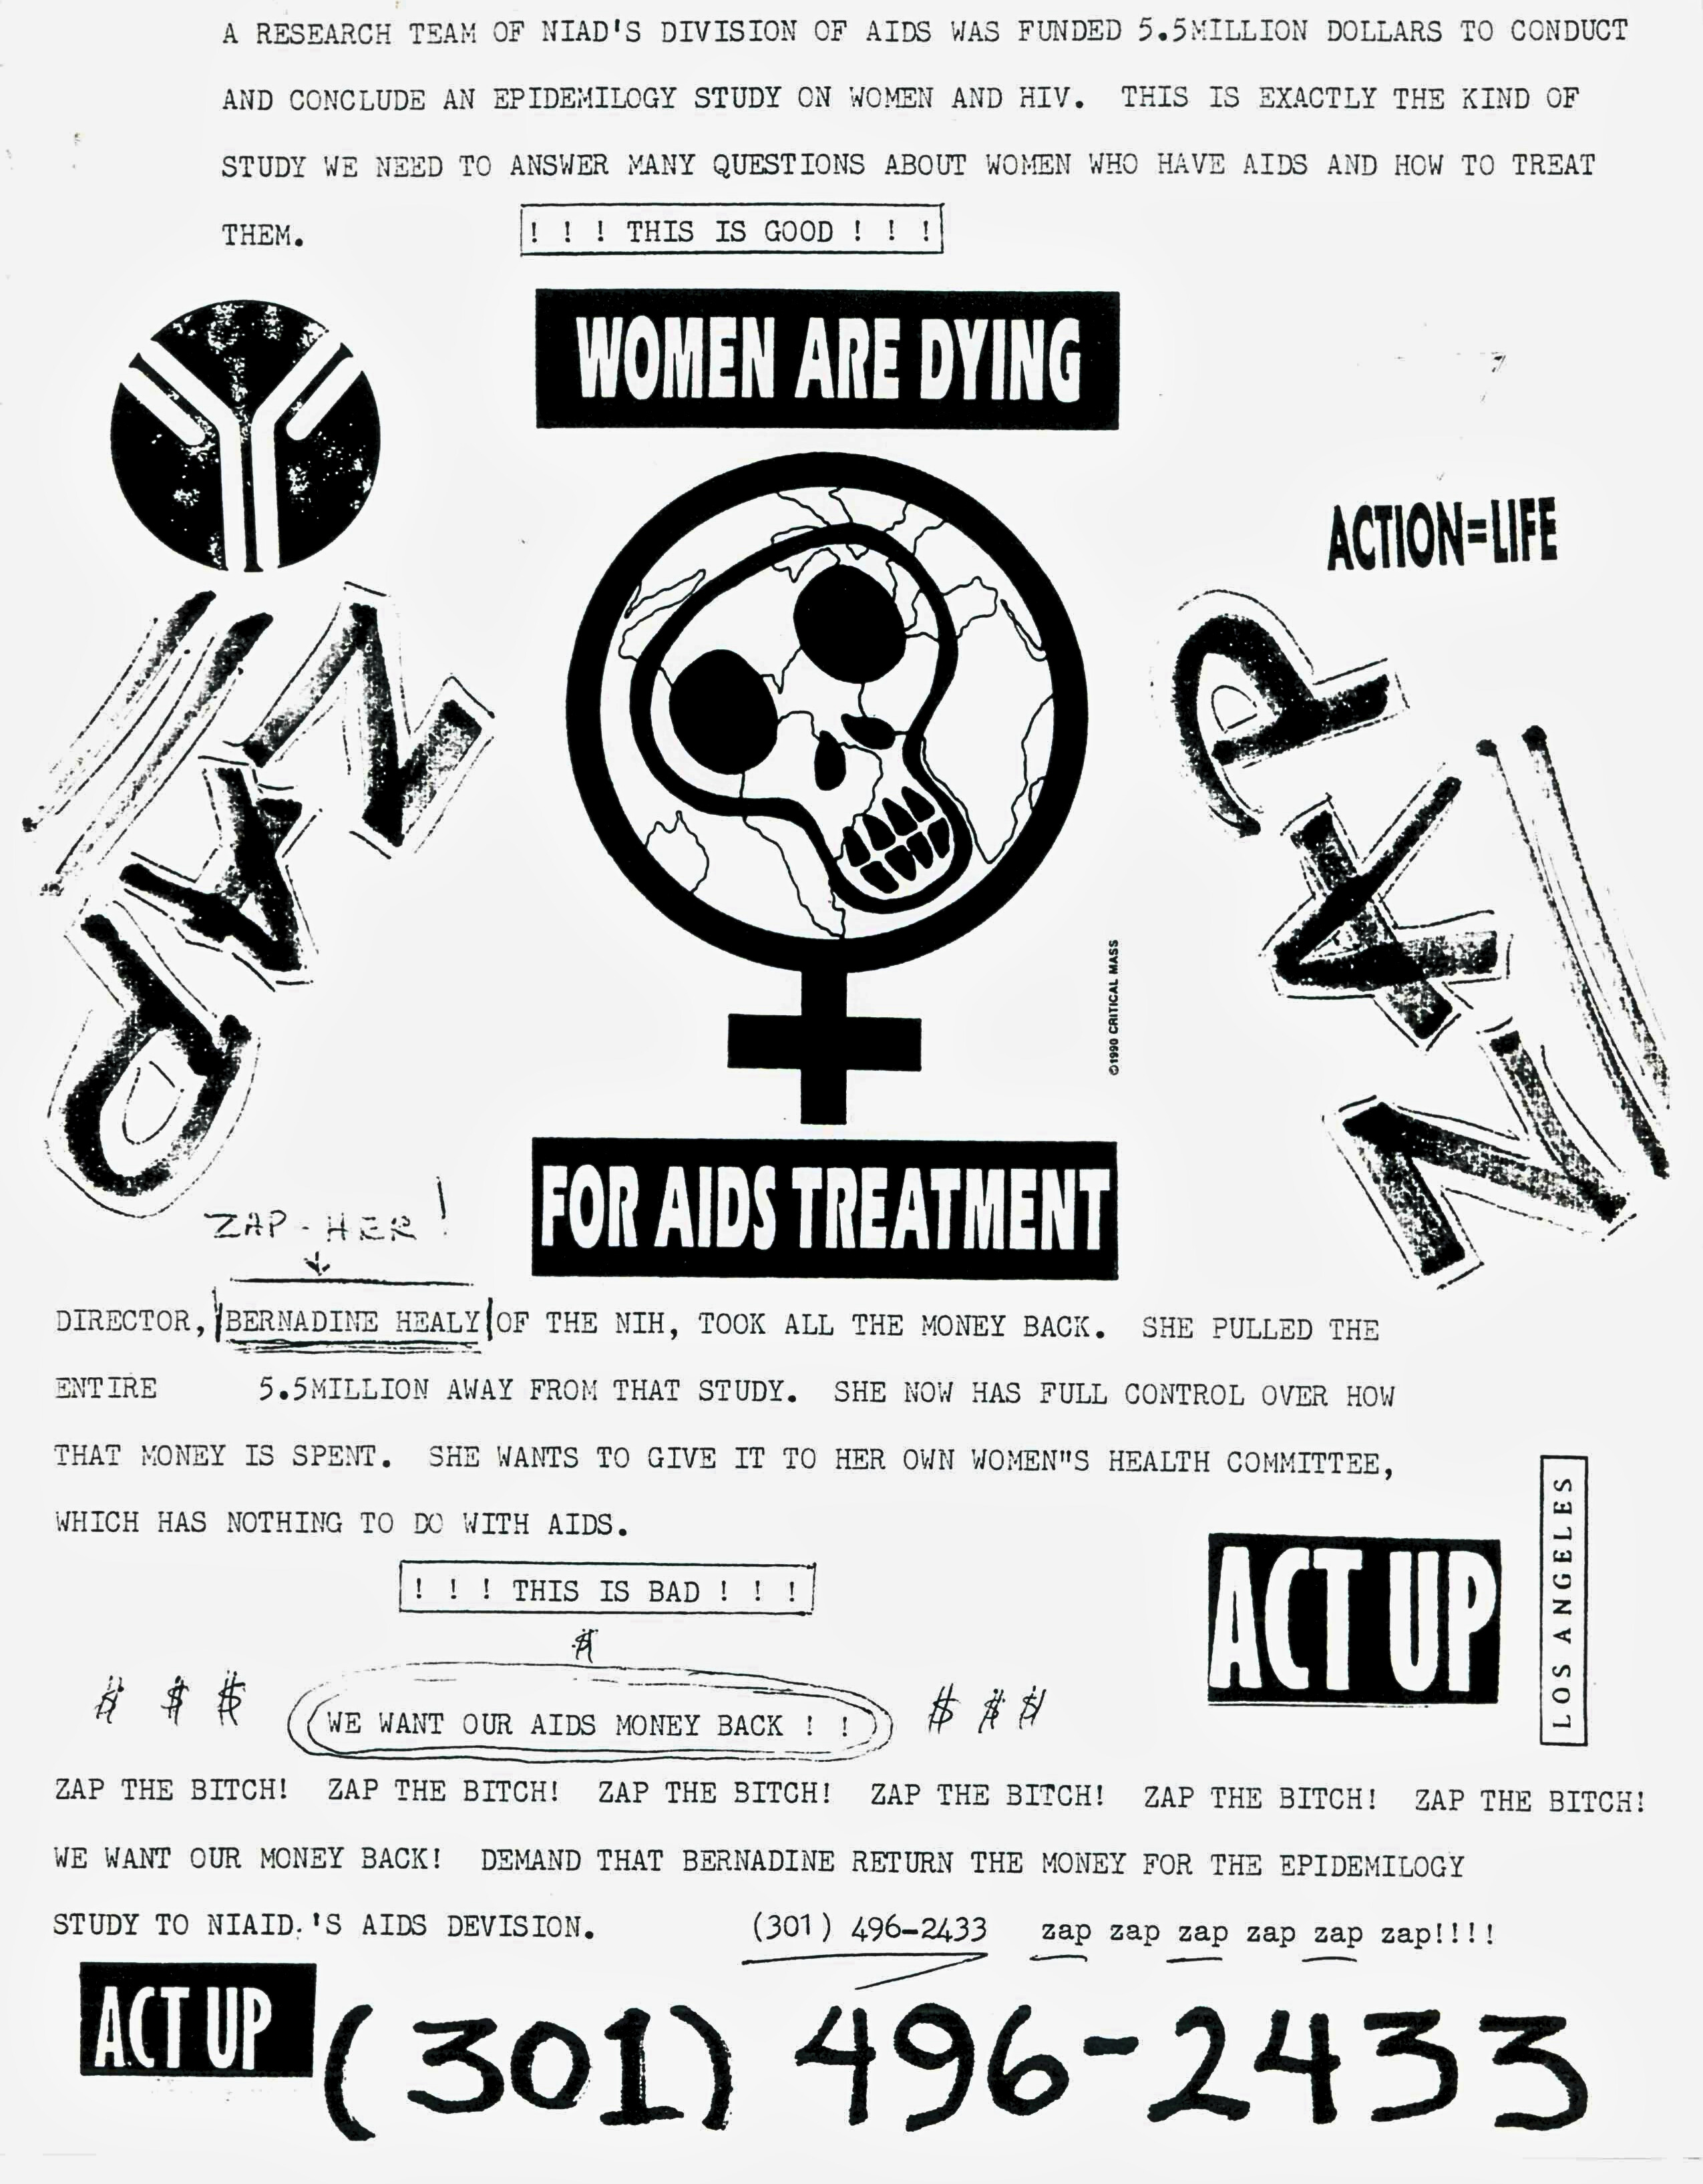 A RESEARCH TEAM OF NIAD'S DIVISION OF AIDS WAS FUNDED 5.5MILLION DOLLARS TO CONDUCT
AND CONCLUDE AN EPIDEMILOGY STUDY ON WOMEN AND HIV. THIS IS EXACTLY THE KIND OF
STUDY WE NEED TO ANSWER MANY QUESTIONS ABOUT WOMEN WHO HAVE AIDS AND HOW TO TREAT
THEM.
! ! ! THIS IS GOOD ! ! !
WOMEN ARE DYING
ACTION=LIFE
ZAP!!
ZAP!!
©1990 CRITICAL MASS
FOR AIDS TREATMENT
ZAP-HER!
DIRECTOR, BERNADINE HEALY OF THE NIH, TOOK ALL THE MONEY BACK. SHE PULLED THE
ENTIRE 5.5MILLION AWAY FROM THAT STUDY. SHE NOW HAS FULL CONTROL OVER HOW
THAT MONEY IS SPENT. SHE WANTS TO GIVE IT TO HER OWN WOMEN"S HEALTH COMMITTEE,
WHICH HAS NOTHING TO DO WITH AIDS.
! ! ! THIS IS BAD ! ! !
ACT UP
LOS ANGELES
$
$ $ $ WE WANT OUR AIDS MONEY BACK ! ! $ $ $
ZAP THE BITCH! ZAP THE BITCH! ZAP THE BITCH! ZAP THE BITCH! ZAP THE BITCH! ZAP THE BITCH!
WE WANT OUR MONEY BACK! DEMAND THAT BERNADINE RETURN THE MONEY FOR THE EPIDEMILOGY
STUDY TO NIAID.'S AIDS DEVISION. (301) 496-2433 zap zap zap zap zap zap!!!!
ACT UP (301) 496-2433